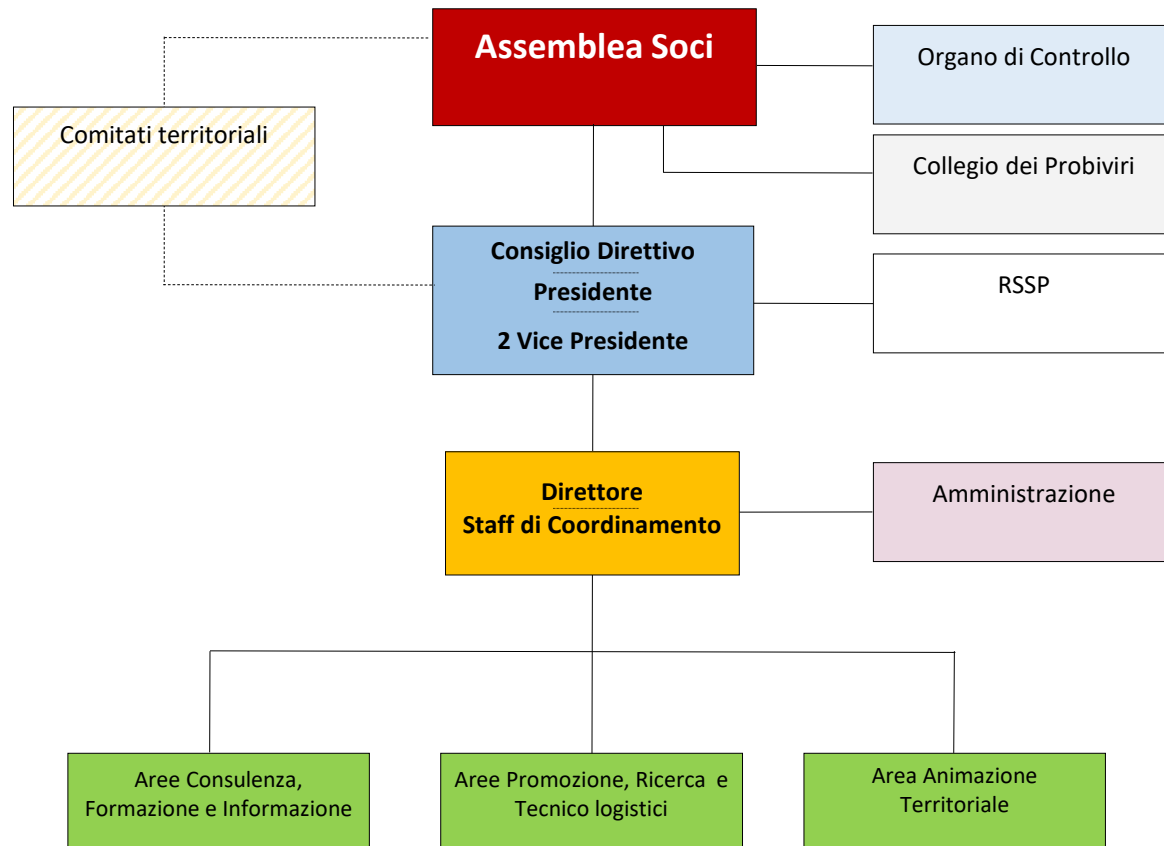 Assemblea Soci
Organo di Controllo
Comitati territoriali
Collegio dei Probiviri
Consiglio Direttivo
Presidente
2 Vice Presidente
RSSP
Direttore
Staff di Coordinamento
Amministrazione
Aree Consulenza,
Formazione e Informazione
Aree Promozione, Ricerca e
Tecnico logistici
Area Animazione
Territoriale